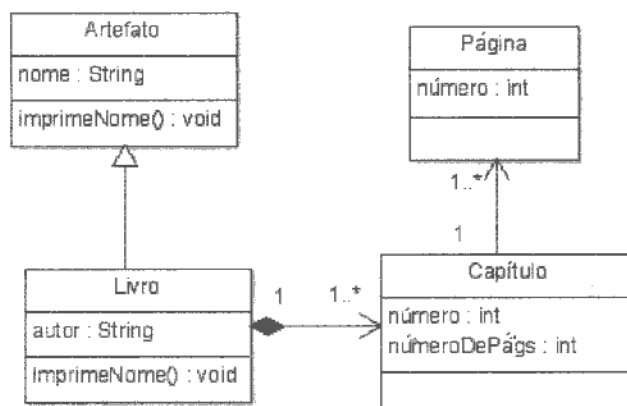 Artefato
nome : String
imprimeNome() : void
Página
número : int
1..*
1
Livro
autor : String
imprimeNome() : void
1
1..*
Capítulo
número : int
númeroDePágs : int